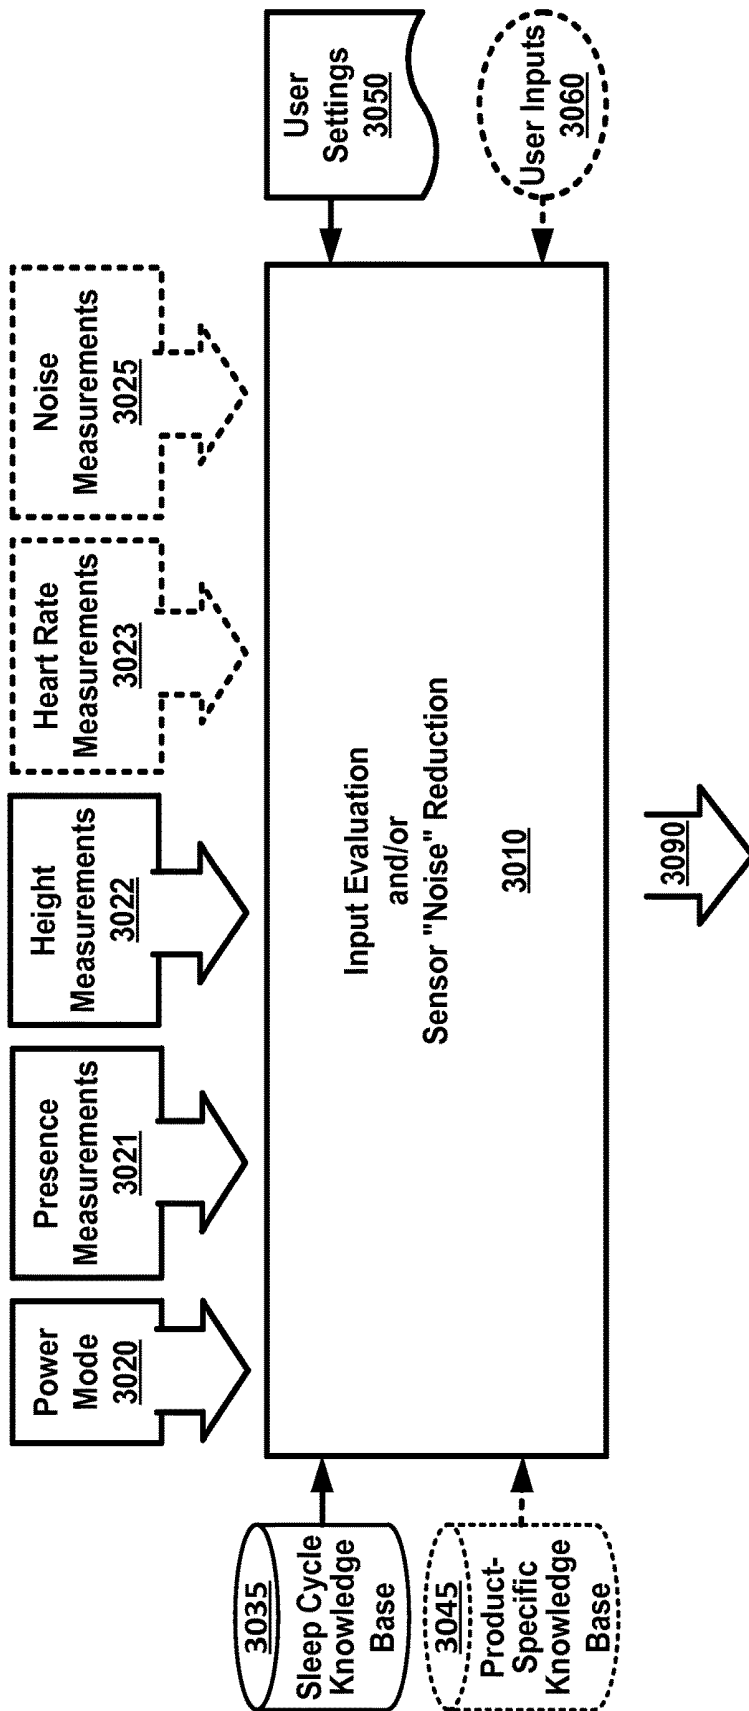 Power
Mode
3020
Presence
Measurements
3021
Height
Measurements
3022
Heart Rate
Measurements
3023
Noise
Measurements
3025
3035
Sleep Cycle
Knowledge
Base
3045
Product-
Specific
Knowledge
Base
Input Evaluation
and/or
Sensor "Noise" Reduction
3010
User
Settings
3050
User Inputs
3060
3090